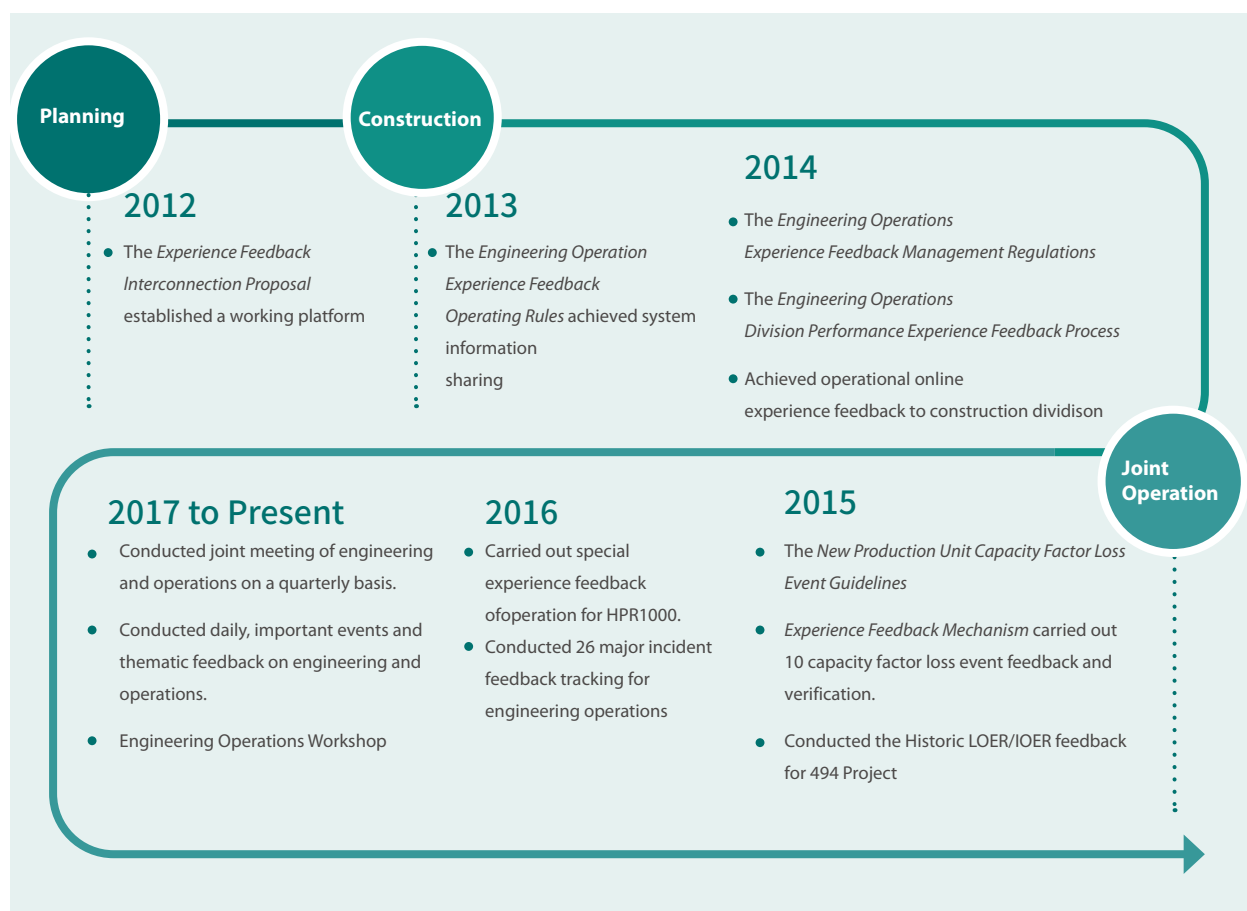 Planning
Construction
2012
The Experience Feedback
Interconnection Proposal
established a working platform
2013
The Engineering Operation
Experience Feedback
Operating Rules achieved system
information
sharing
2014
The Engineering Operations
Experience Feedback Management Regulations
The Engineering Operations
Division Performance Experience Feedback Process
Achieved operational online
experience feedback to construction dividison
Joint
Operation
2015
The New Production Unit Capacity Factor Loss
Event Guidelines
Experience Feedback Mechanism carried out
10 capacity factor loss event feedback and
verification.
Conducted the Historic LOER/IOER feedback
for 494 Project
2016
Carried out special
experience feedback
ofoperation for HPR1000.
Conducted 26 major incident
feedback tracking for
engineering operations
2017 to Present
Conducted joint meeting of engineering
and operations on a quarterly basis.
Conducted daily, important events and
thematic feedback on engineering and
operations.
Engineering Operations Workshop